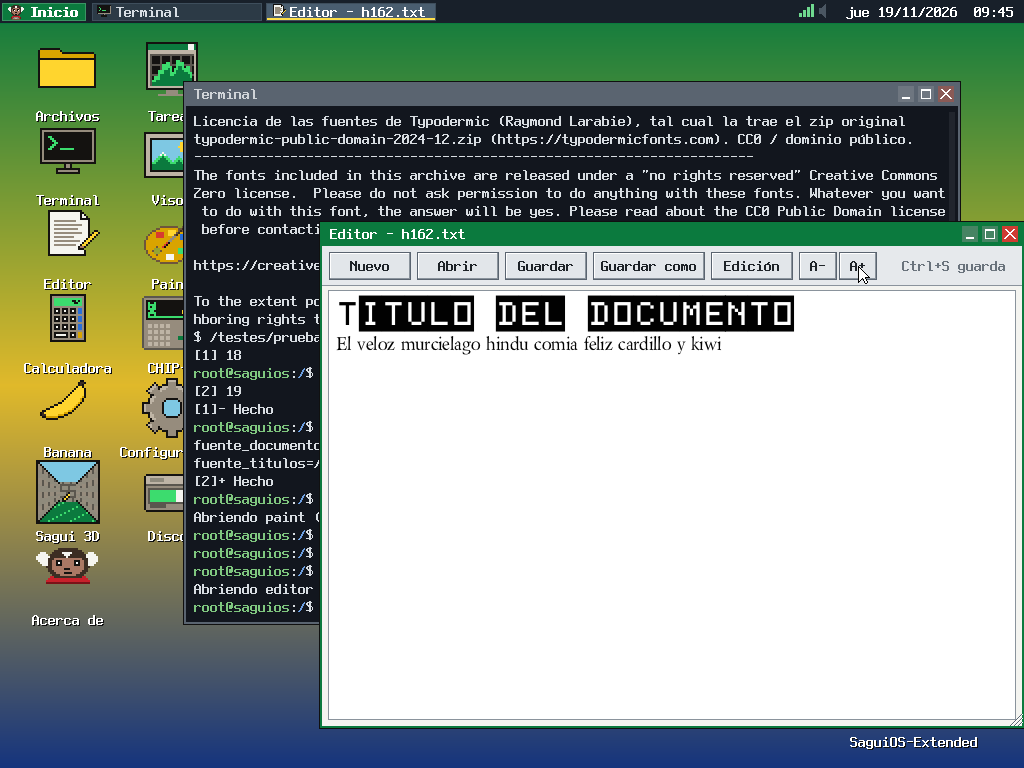 Inicio
Terminal
Editor - h162.txt
jue 19/11/2026 09:45
Archivos
Terminal
Editor
Calculadora
Banana
Sagui 3D
Acerca de
Terminal
Licencia de las fuentes de Typodermic (Raymond Larabie), tal cual la trae el zip original
typodermic-public-domain-2024-12.zip (https://typodermicfonts.com). CC0 / dominio público.
----------------------------------------------------------------------
The fonts included in this archive are released under a "no rights reserved" Creative Commons
Zero license.  Please do not ask permission to do anything with these fonts. Whatever you want
to do with this font, the answer will be yes. Please read about the CC0 Public Domain license
before contacti
https://creative
To the extent po
hboring rights t
$ /testes/prueba
[1] 18
root@saguios:/$
[2] 19
[1]- Hecho
root@saguios:/$
fuente_documento
fuente_titulos=/
[2]+ Hecho
root@saguios:/$
Abriendo paint (
root@saguios:/$
root@saguios:/$
root@saguios:/$
Abriendo editor
root@saguios:/$
Editor - h162.txt
Nuevo
Abrir
Guardar
Guardar como
Edición
A-
A+
Ctrl+S guarda
TITULO DEL DOCUMENTO
El veloz murcielago hindu comia feliz cardillo y kiwi
SaguiOS-Extended